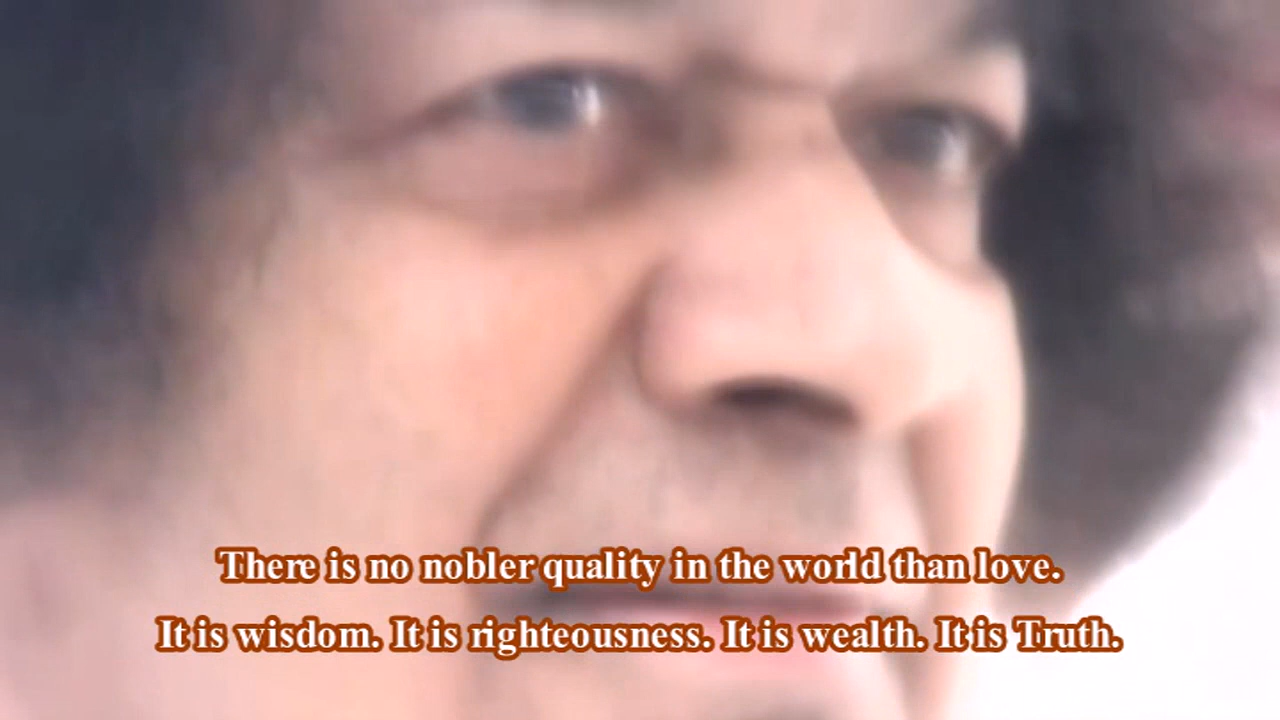 There is no nobler quality in the world than love.
It is wisdom. It is righteousness. It is wealth. It is Truth.